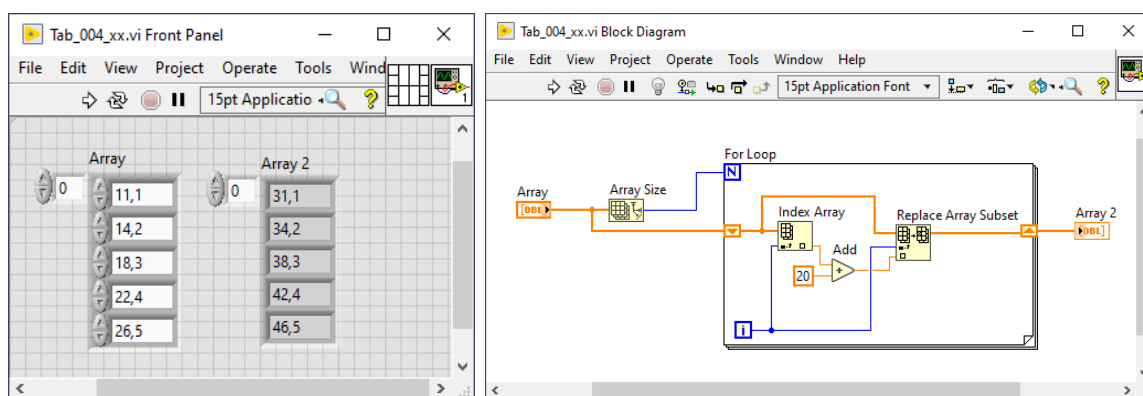 Tab_004_xx.vi Front Panel
File Edit View Project Operate Tools Wind
15pt Applicatio
1
Array
Array 2
0
11,1
14,2
18,3
22,4
26,5
0
31,1
34,2
38,3
42,4
46,5
Tab_004_xx.vi Block Diagram
File Edit View Project Operate Tools Window Help
15pt Application Font
For Loop
N
Array
DBL
Array Size
Index Array
Replace Array Subset
Array 2
DBL
Add
20
i